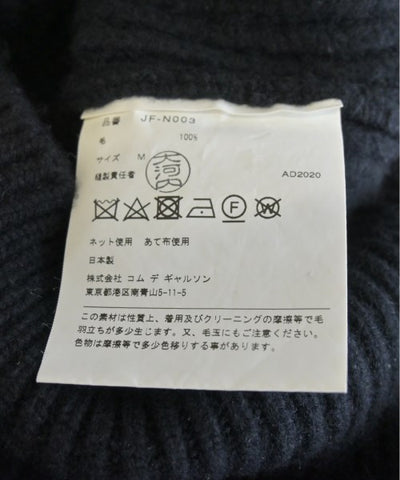 品番 JF-N003
毛 100%
サイズ M
縫製責任者 大河内 AD2020
F W
ネット使用 あて布使用
日本製
株式会社 コム デ ギャルソン
東京都港区南青山5-11-5
この素材は性質上、着用及びクリーニングの摩擦等で毛
羽立ちが多少生じます。又、毛玉にもご注意ください。
色物は摩擦等で多少色移りする事があります。